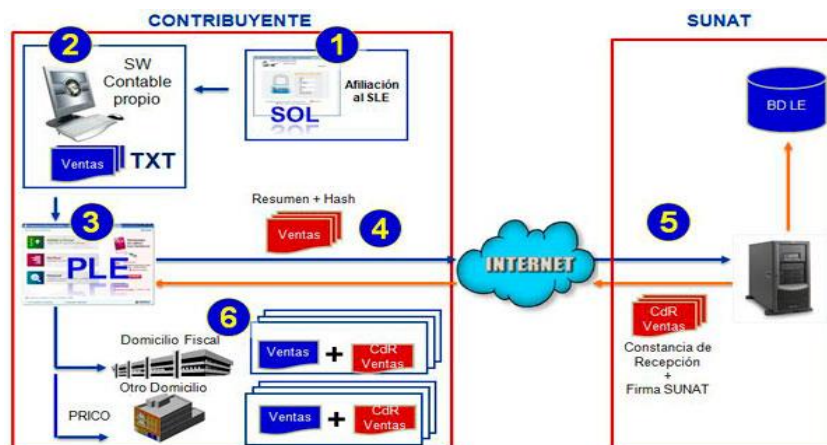 CONTRIBUYENTE
SUNAT
2
SW
Contable
propio
Ventas
TXT
1
SOL
Afiliación
al SLE
BD LE
3
PLE
Resumen + Hash
Ventas
4
INTERNET
5
CdR
Ventas
Constancia de
Recepción
+
Firma SUNAT
6
Domicilio Fiscal
Ventas
+
CdR
Ventas
Otro Domicilio
PRICO
Ventas
+
CdR
Ventas